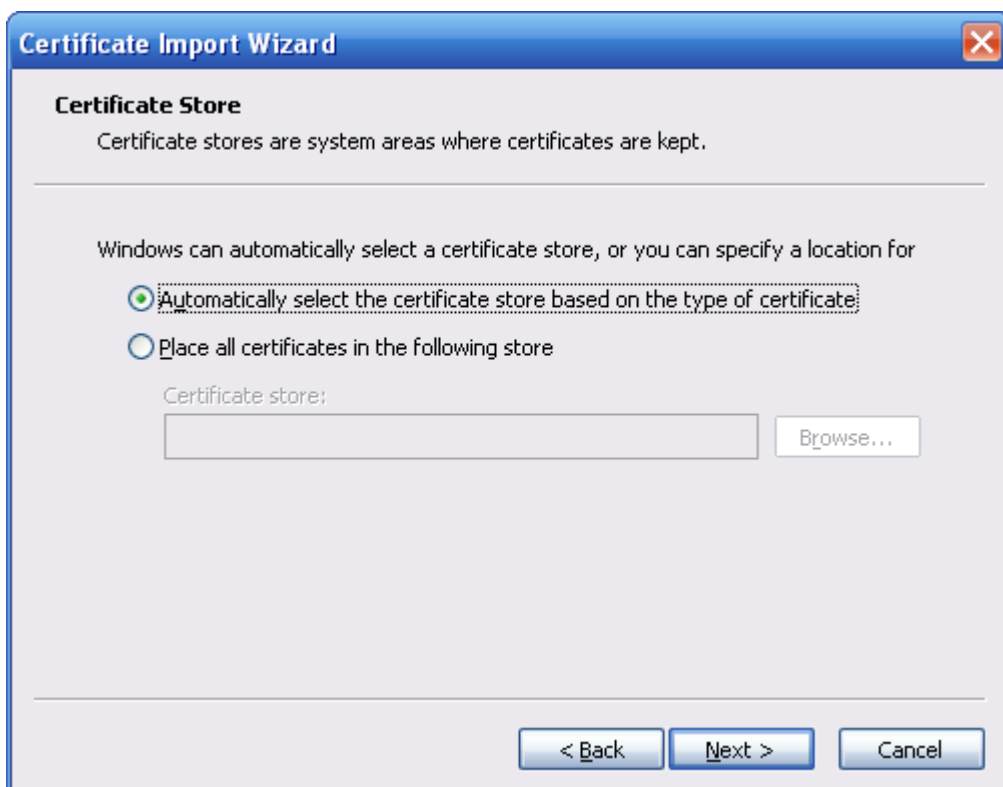 Certificate Import Wizard
Certificate Store
Certificate stores are system areas where certificates are kept.
Windows can automatically select a certificate store, or you can specify a location for
Automatically select the certificate store based on the type of certificate
Place all certificates in the following store
Certificate store:
Browse...
< Back
Next >
Cancel